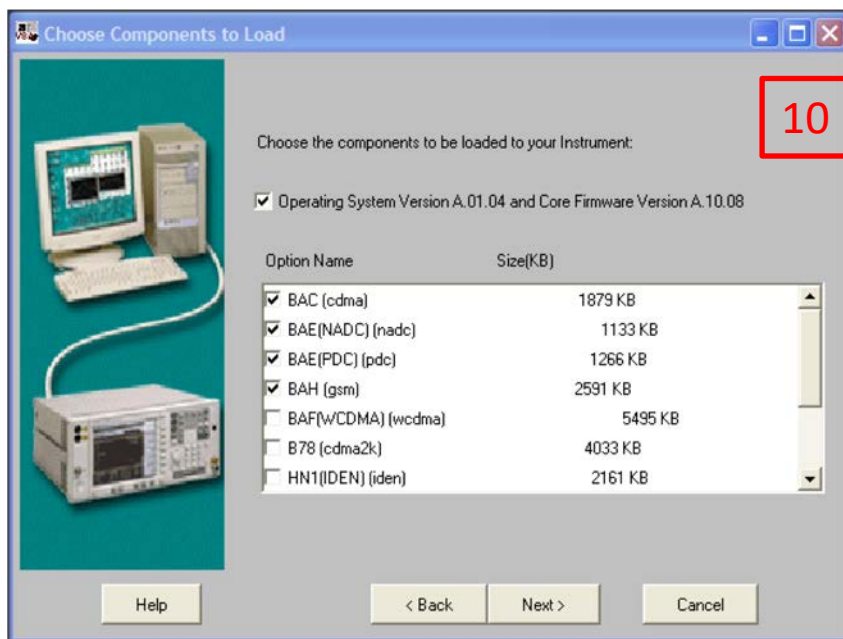 Choose Components to Load
10
Choose the components to be loaded to your Instrument:
Operating System Version A.01.04 and Core Firmware Version A.10.08
Option Name Size(KB)
BAC (cdma) 1879 KB
BAE(NADC) (nadc) 1133 KB
BAE(PDC) (pdc) 1266 KB
BAH (gsm) 2591 KB
BAF(WCDMA) (wcdma) 5495 KB
B78 (cdma2k) 4033 KB
HN1(IDEN) (iden) 2161 KB
Help < Back Next > Cancel